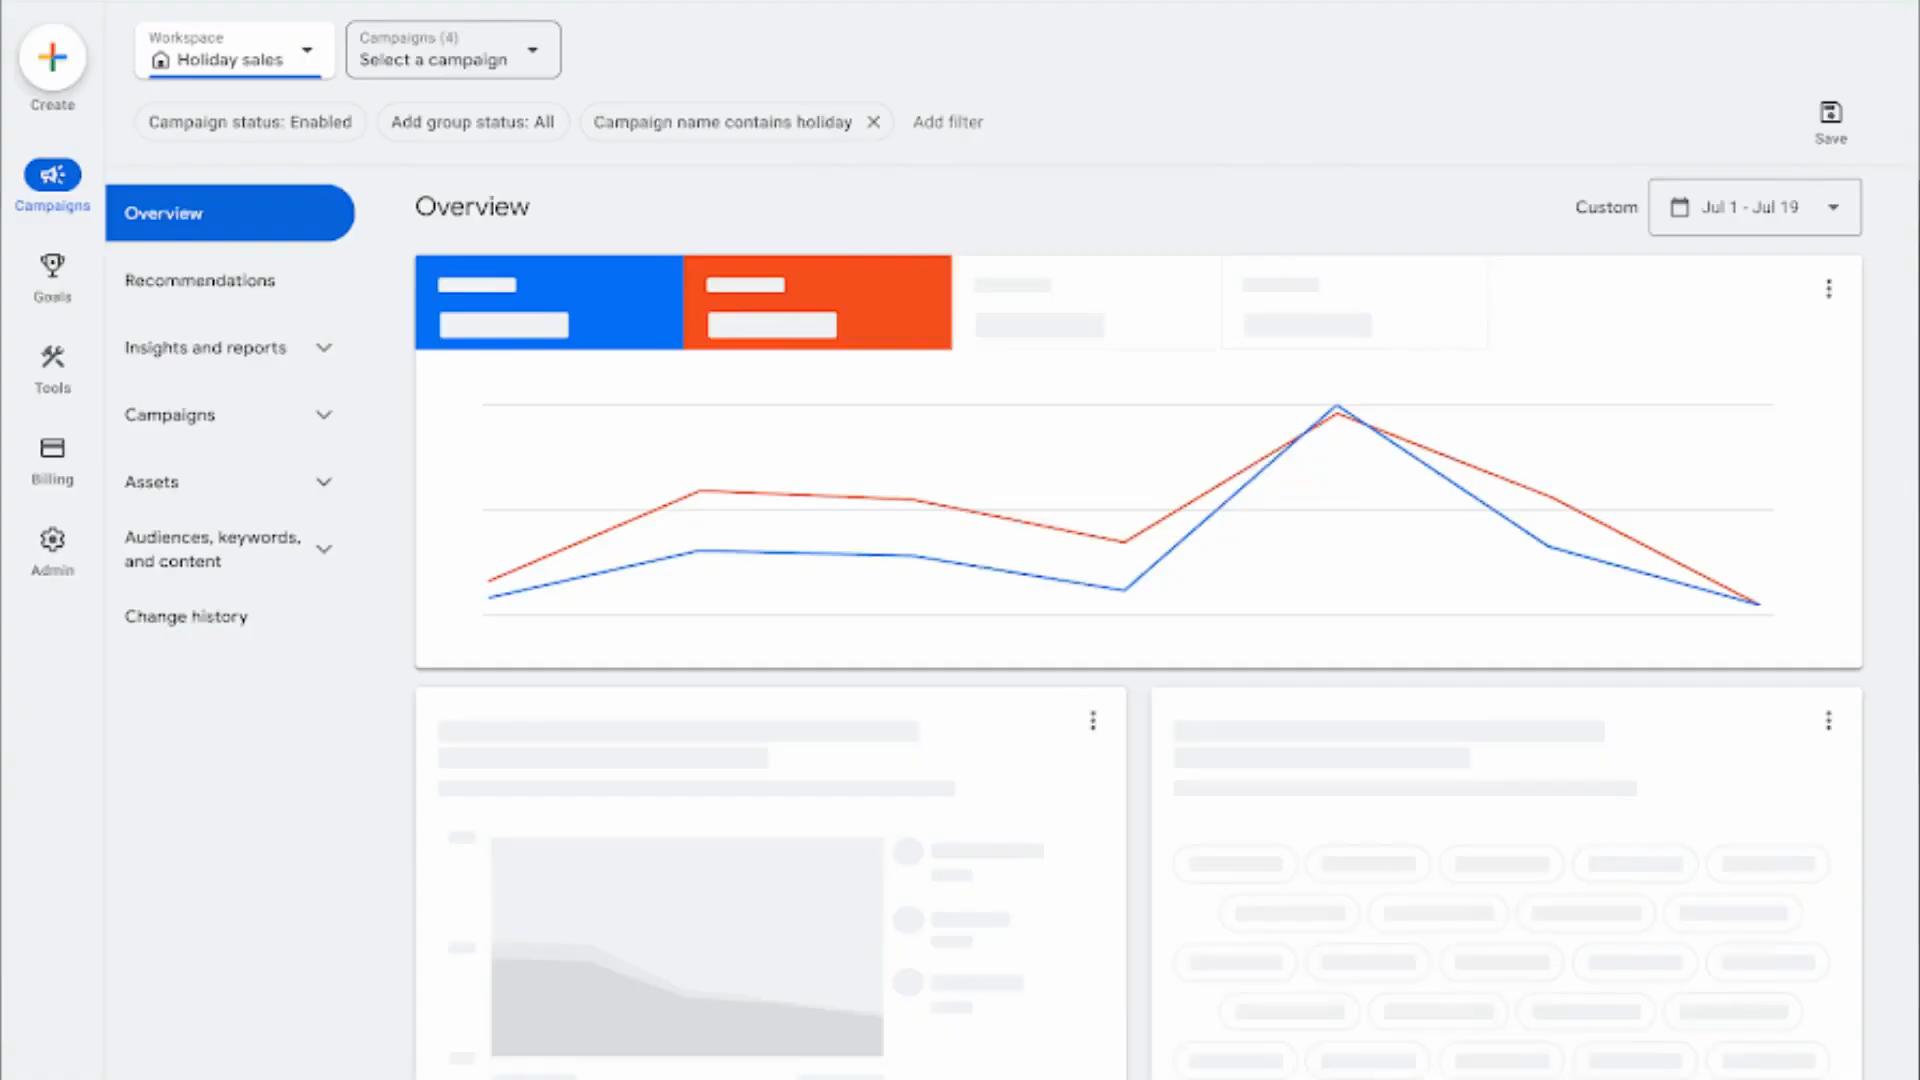 Create
Campaigns
Goals
Tools
Billing
Admin
Workspace
Holiday sales
Campaigns (4)
Select a campaign
Campaign status: Enabled
Add group status: All
Campaign name contains holiday
Add filter
Save
Overview
Recommendations
Insights and reports
Campaigns
Assets
Audiences, keywords,
and content
Change history
Overview
Custom
Jul 1 - Jul 19